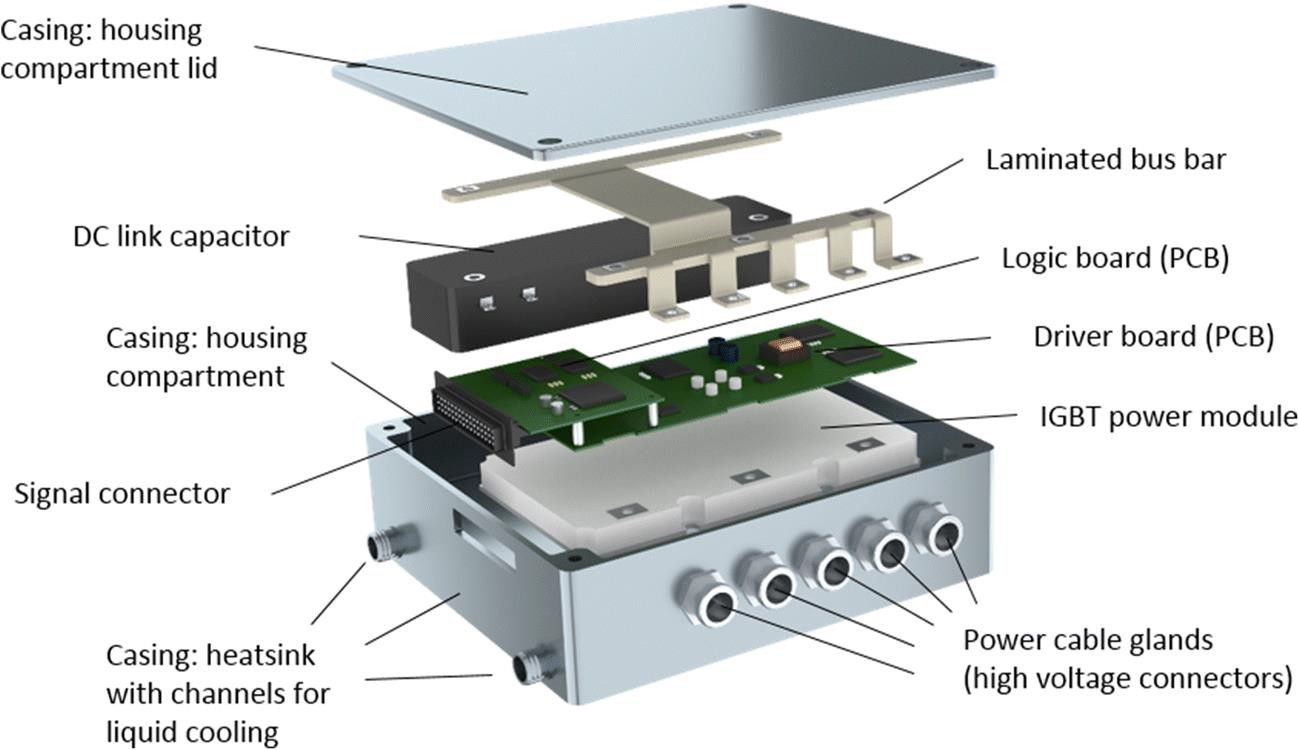 Casing: housing
compartment lid
Laminated bus bar
DC link capacitor
Logic board (PCB)
Casing: housing
compartment
Driver board (PCB)
IGBT power module
Signal connector
Casing: heatsink
with channels for
liquid cooling
Power cable glands
(high voltage connectors)